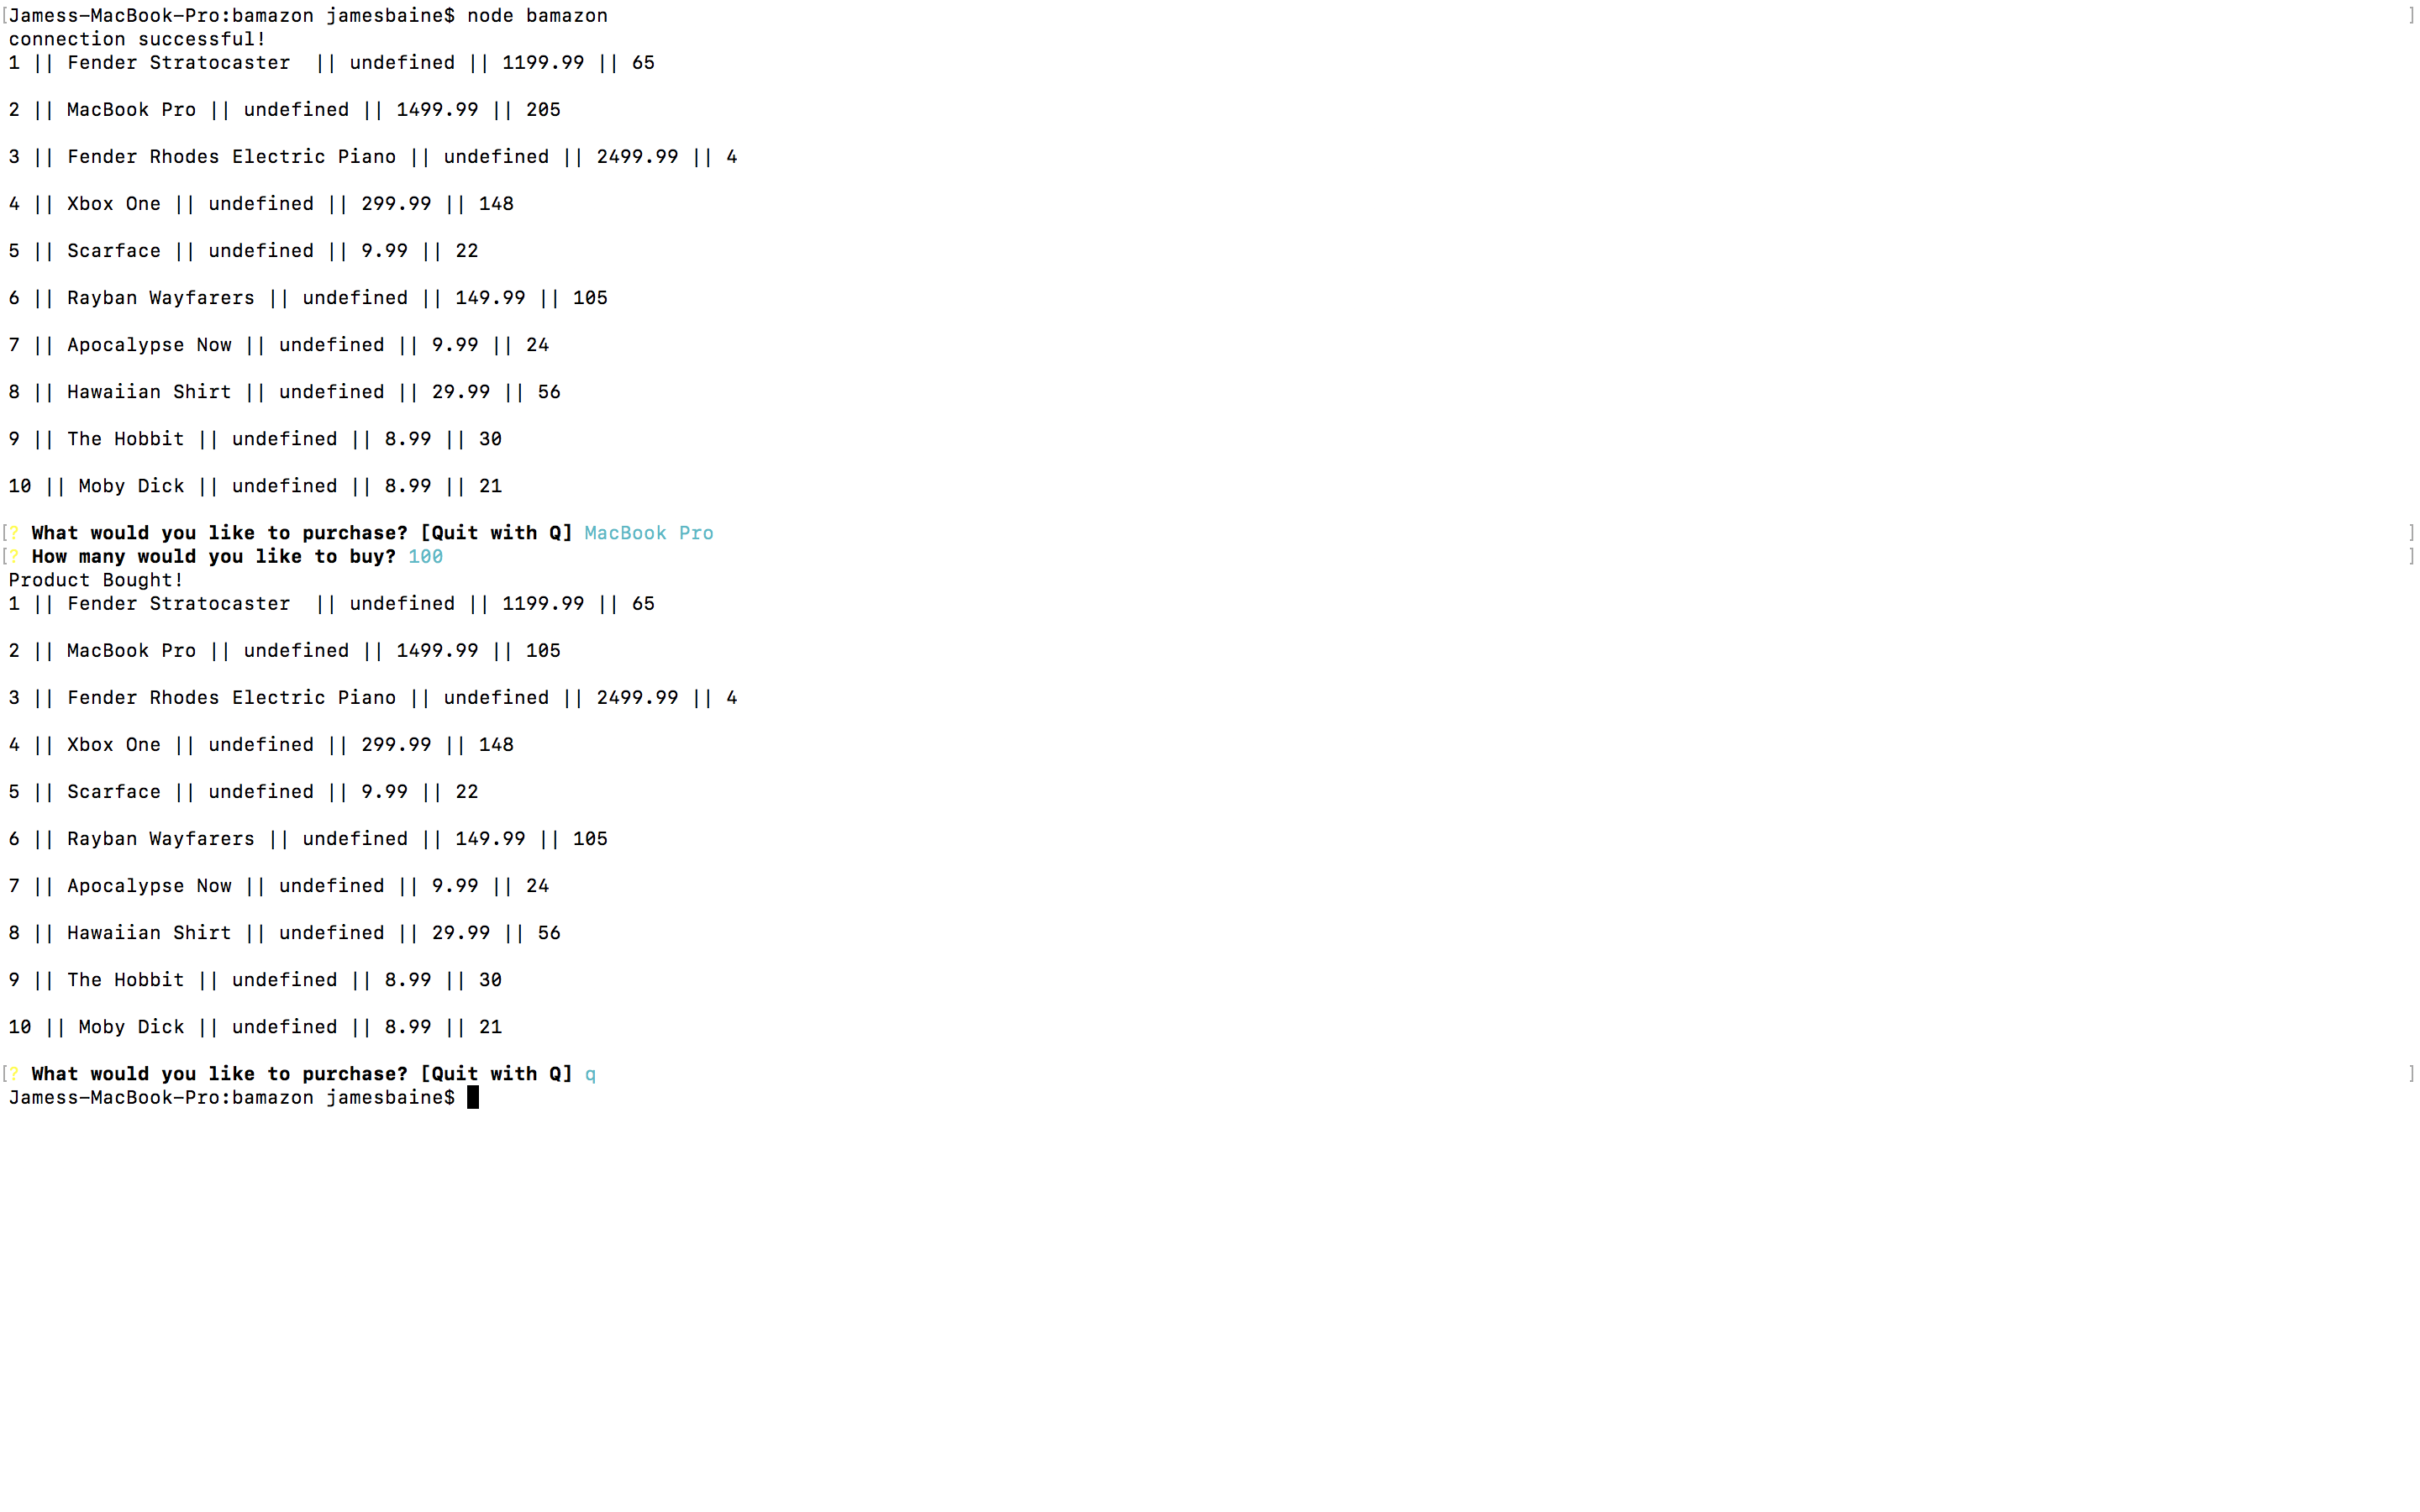 [Jamess-MacBook-Pro:bamazon jamesbaine$ node bamazon ]
connection successful!
1 || Fender Stratocaster  || undefined || 1199.99 || 65
2 || MacBook Pro || undefined || 1499.99 || 205
3 || Fender Rhodes Electric Piano || undefined || 2499.99 || 4
4 || Xbox One || undefined || 299.99 || 148
5 || Scarface || undefined || 9.99 || 22
6 || Rayban Wayfarers || undefined || 149.99 || 105
7 || Apocalypse Now || undefined || 9.99 || 24
8 || Hawaiian Shirt || undefined || 29.99 || 56
9 || The Hobbit || undefined || 8.99 || 30
10 || Moby Dick || undefined || 8.99 || 21
[? What would you like to purchase? [Quit with Q] MacBook Pro ]
[? How many would you like to buy? 100 ]
Product Bought!
1 || Fender Stratocaster  || undefined || 1199.99 || 65
2 || MacBook Pro || undefined || 1499.99 || 105
3 || Fender Rhodes Electric Piano || undefined || 2499.99 || 4
4 || Xbox One || undefined || 299.99 || 148
5 || Scarface || undefined || 9.99 || 22
6 || Rayban Wayfarers || undefined || 149.99 || 105
7 || Apocalypse Now || undefined || 9.99 || 24
8 || Hawaiian Shirt || undefined || 29.99 || 56
9 || The Hobbit || undefined || 8.99 || 30
10 || Moby Dick || undefined || 8.99 || 21
[? What would you like to purchase? [Quit with Q] q ]
Jamess-MacBook-Pro:bamazon jamesbaine$